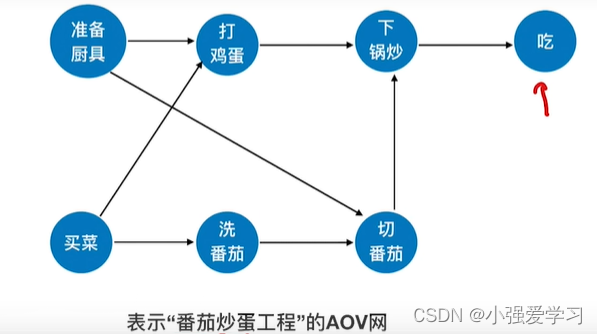 准备
厨具
打
鸡蛋
下
锅炒
吃
买菜
洗
番茄
切
番茄
表示“番茄炒蛋工程”的AOV网
CSDN @小强爱学习